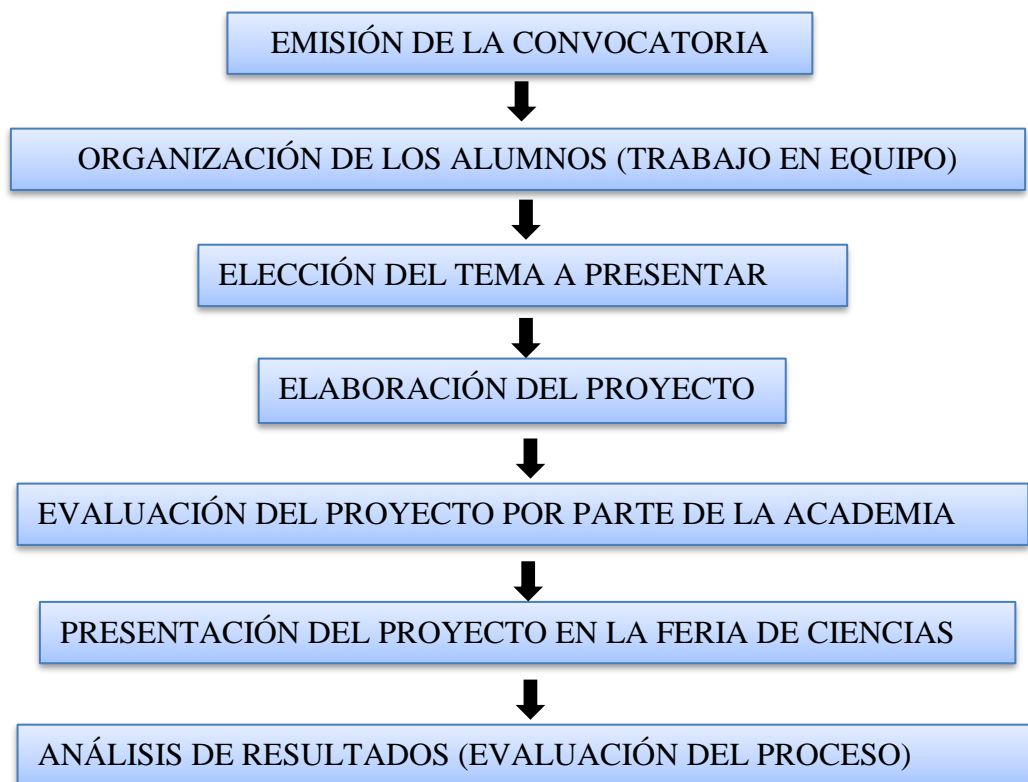 EMISIÓN DE LA CONVOCATORIA
ORGANIZACIÓN DE LOS ALUMNOS (TRABAJO EN EQUIPO)
ELECCIÓN DEL TEMA A PRESENTAR
ELABORACIÓN DEL PROYECTO
EVALUACIÓN DEL PROYECTO POR PARTE DE LA ACADEMIA
PRESENTACIÓN DEL PROYECTO EN LA FERIA DE CIENCIAS
ANÁLISIS DE RESULTADOS (EVALUACIÓN DEL PROCESO)